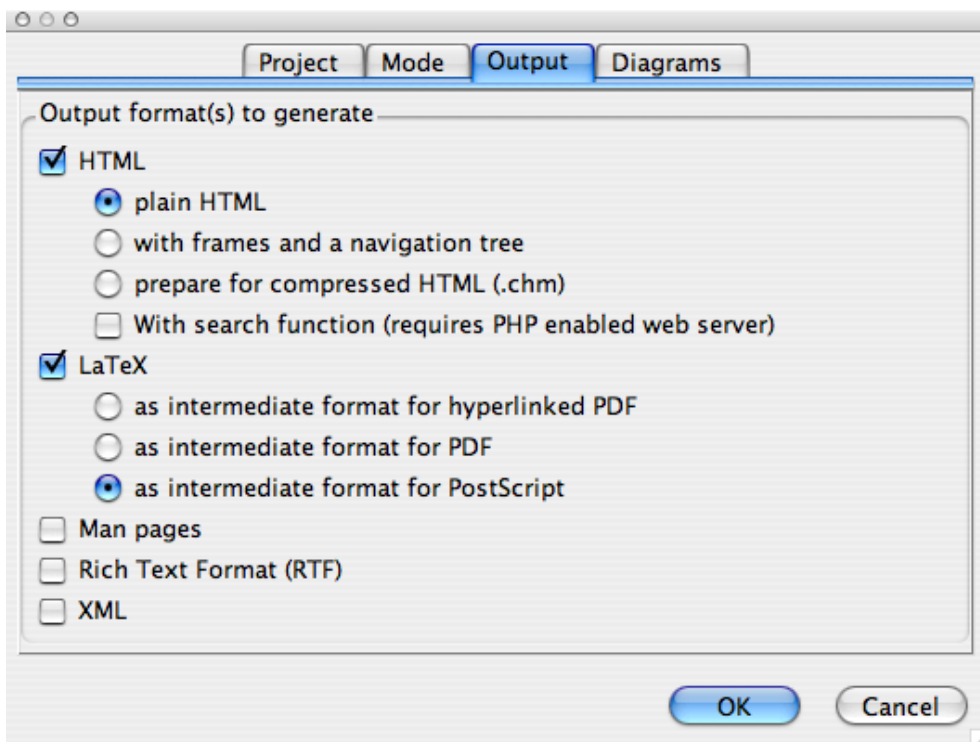 Project Mode Output Diagrams
Output format(s) to generate
HTML
plain HTML
with frames and a navigation tree
prepare for compressed HTML (.chm)
With search function (requires PHP enabled web server)
LaTeX
as intermediate format for hyperlinked PDF
as intermediate format for PDF
as intermediate format for PostScript
Man pages
Rich Text Format (RTF)
XML
OK Cancel